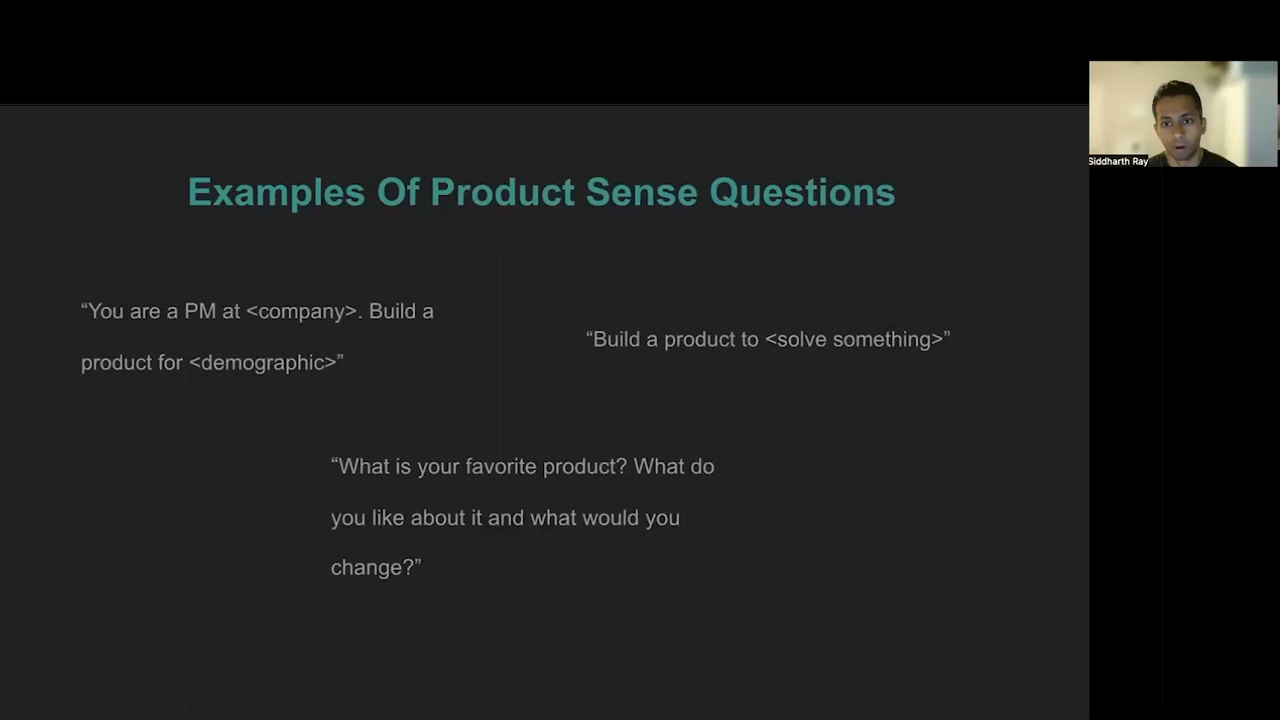 Examples Of Product Sense Questions
“You are a PM at <company>. Build a
product for <demographic>”
“Build a product to <solve something>”
“What is your favorite product? What do
you like about it and what would you
change?”
Siddharth Ray